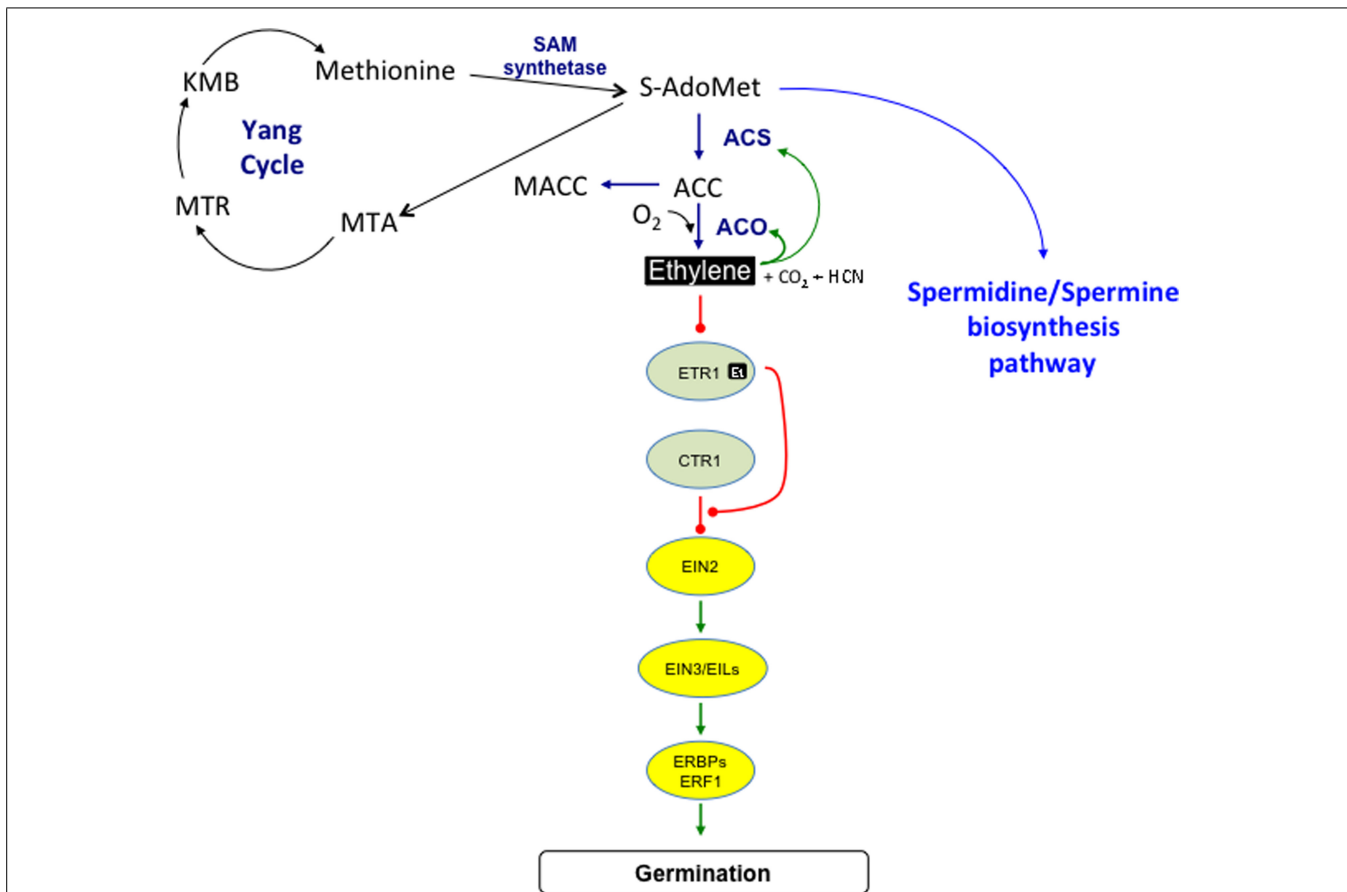 SAM
synthetase
Methionine
S-AdoMet
KMB
Yang
Cycle
ACS
MACC
ACC
MTR
MTA
O₂
ACO
Ethylene + CO₂ + HCN
Spermidine/Spermine
biosynthesis
pathway
ETR1 Et
CTR1
EIN2
EIN3/EILs
ERBPs
ERF1
Germination